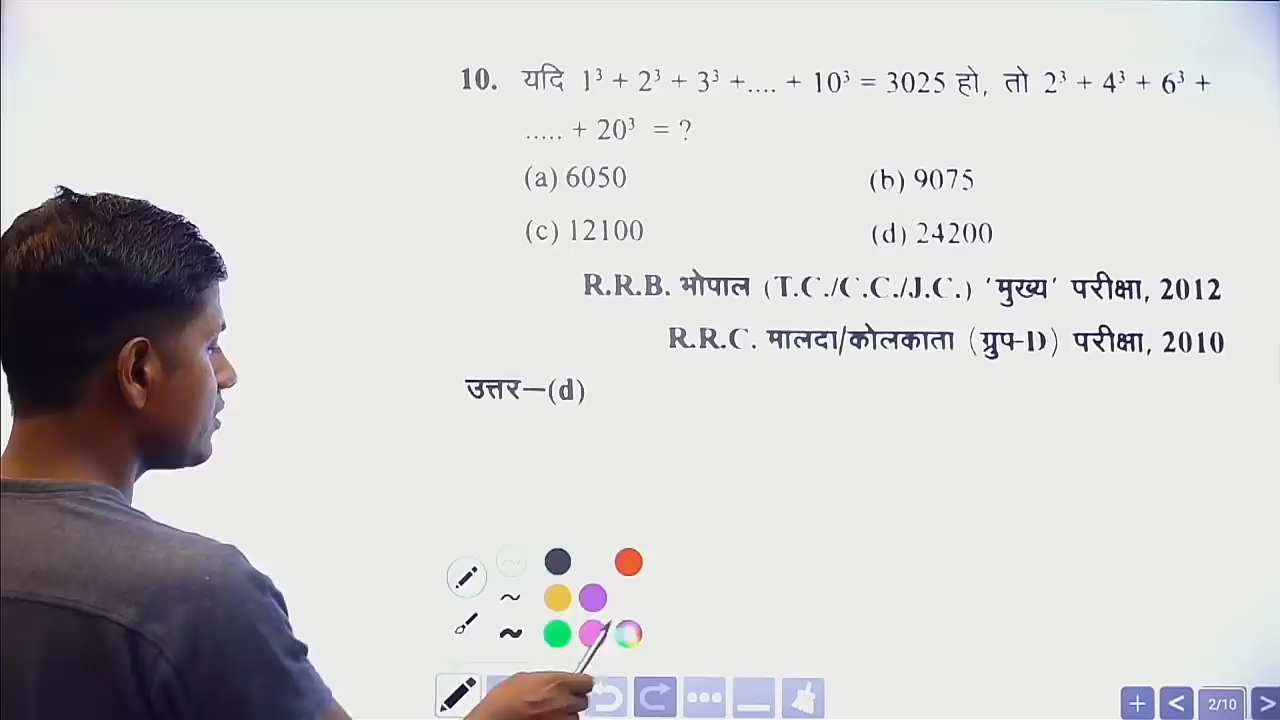 10. यदि 1³ + 2³ + 3³ +.... + 10³ = 3025 हो, तो 2³ + 4³ + 6³ +
..... + 20³ = ?
(a) 6050 (b) 9075
(c) 12100 (d) 24200
R.R.B. भोपाल (T.C./C.C./J.C.) 'मुख्य' परीक्षा, 2012
R.R.C. मालदा/कोलकाता (ग्रुप-D) परीक्षा, 2010
उत्तर–(d)
2/10